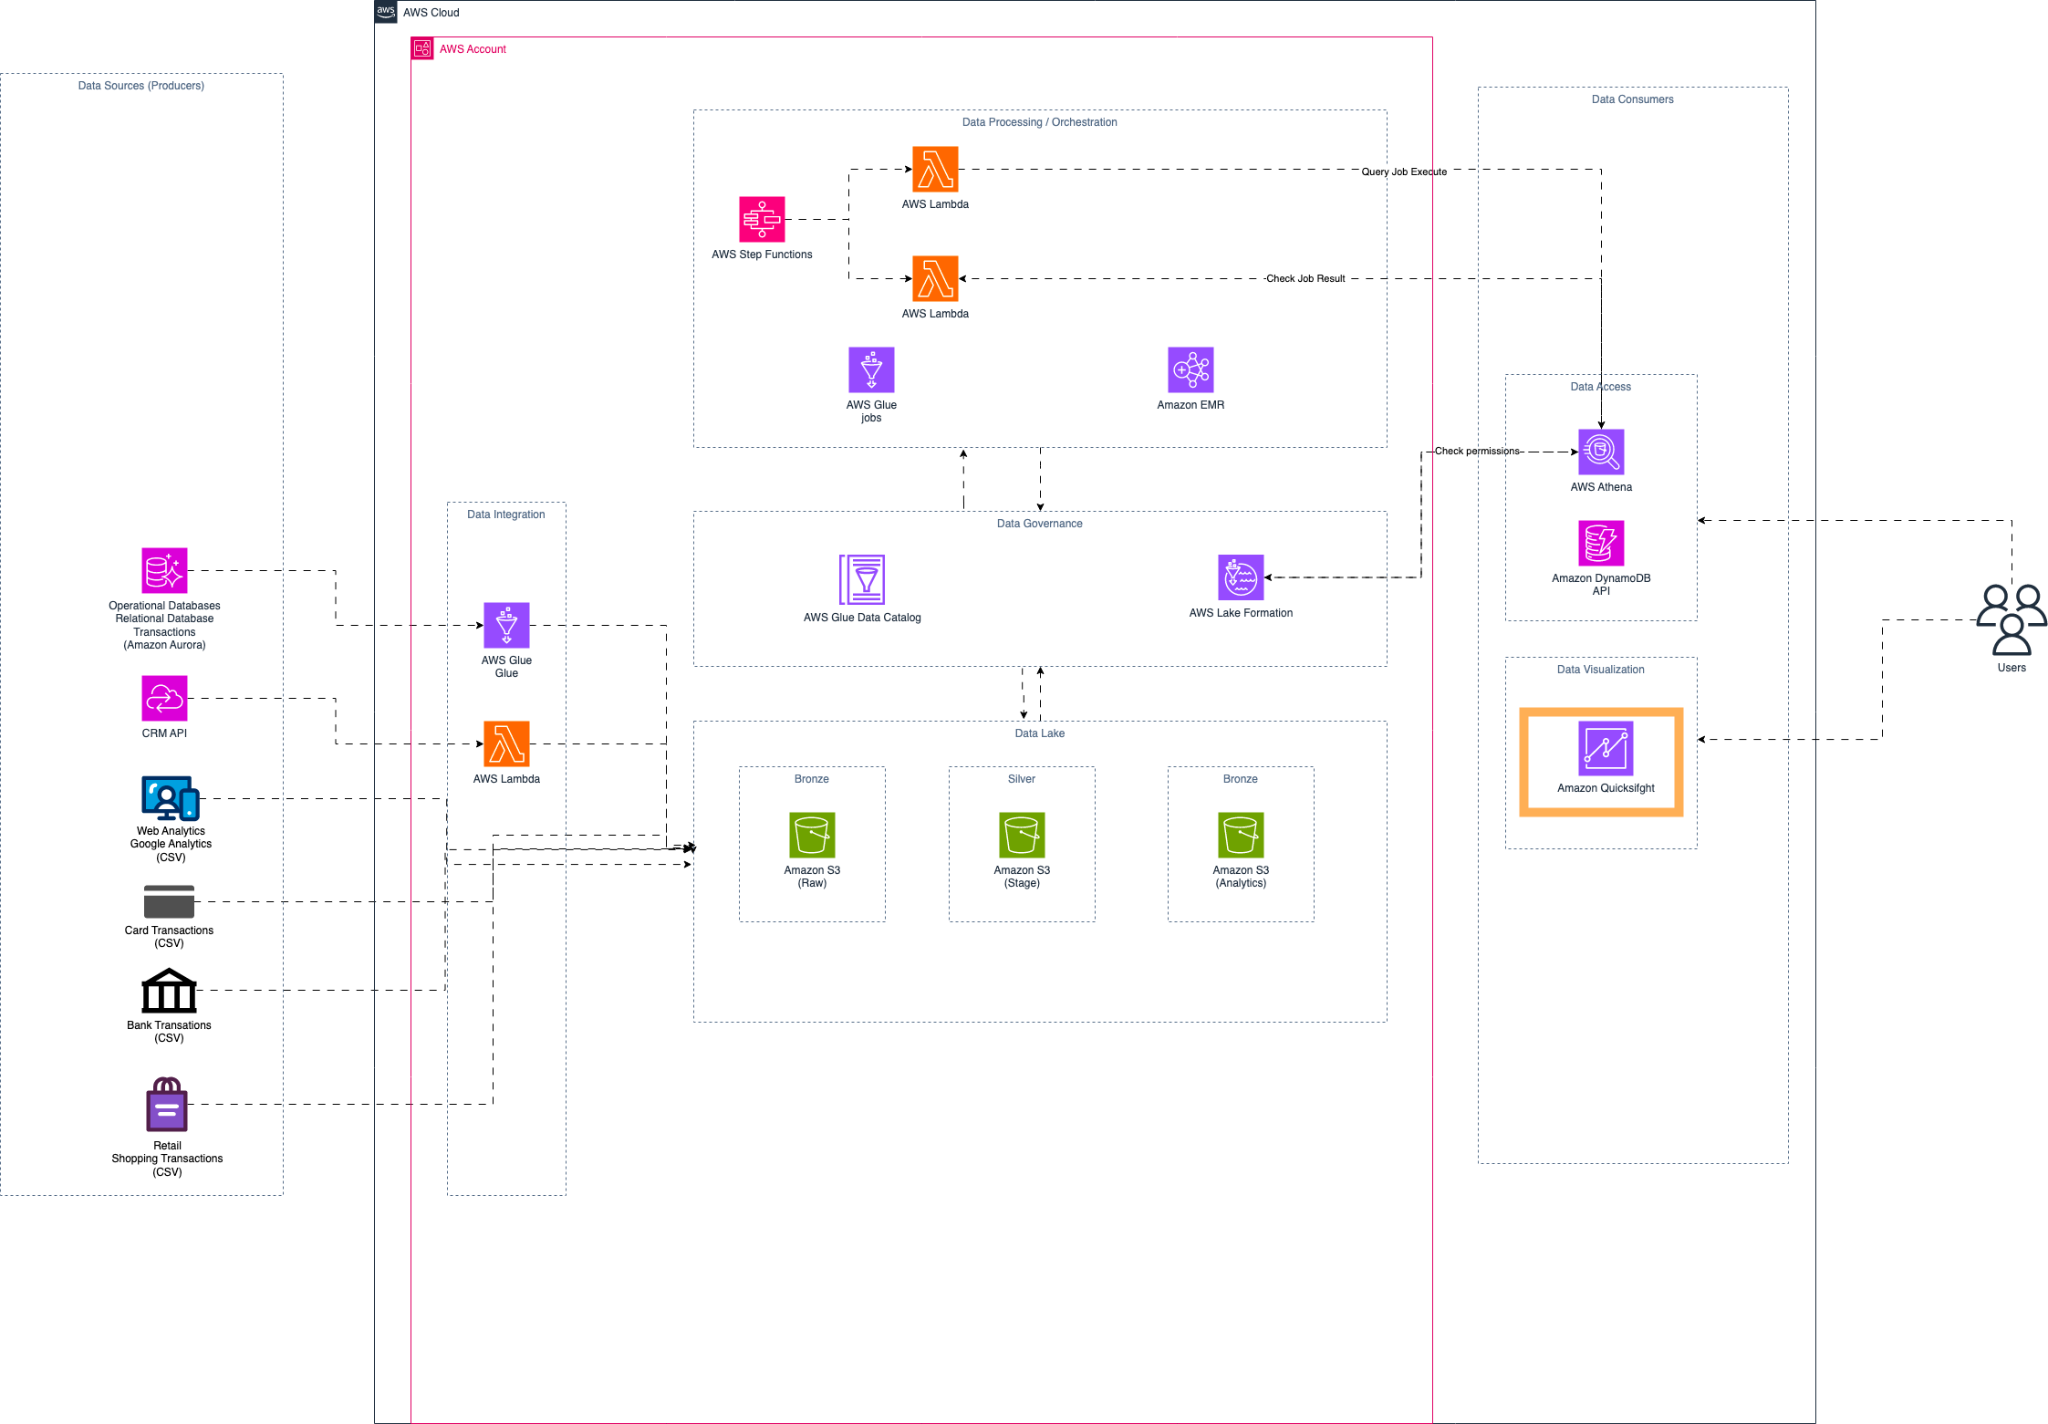 aws
AWS Cloud
AWS Account
Data Sources (Producers)
Operational Databases
Relational Database
Transactions
(Amazon Aurora)
CRM API
Web Analytics
Google Analytics
(CSV)
Card Transactions
(CSV)
Bank Transations
(CSV)
Retail
Shopping Transactions
(CSV)
Data Integration
AWS Glue
Glue
AWS Lambda
Data Processing / Orchestration
AWS Step Functions
AWS Lambda
AWS Lambda
Query Job Execute
Check Job Result
AWS Glue
jobs
Amazon EMR
Data Governance
AWS Glue Data Catalog
AWS Lake Formation
Check permissions
Data Lake
Bronze
Amazon S3
(Raw)
Silver
Amazon S3
(Stage)
Bronze
Amazon S3
(Analytics)
Data Consumers
Data Access
AWS Athena
Amazon DynamoDB
API
Data Visualization
Amazon Quicksifght
Users